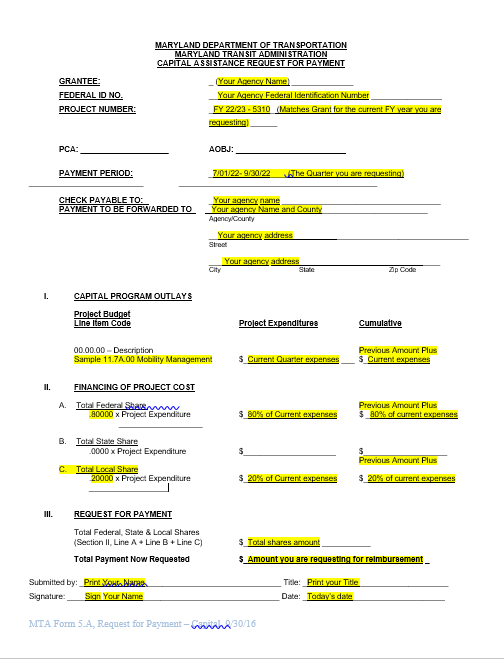 MARYLAND DEPARTMENT OF TRANSPORTATION
MARYLAND TRANSIT ADMINISTRATION
CAPITAL ASSISTANCE REQUEST FOR PAYMENT
GRANTEE: (Your Agency Name)
FEDERAL ID NO. Your Agency Federal Identification Number
PROJECT NUMBER: FY 22/23 - 5310 (Matches Grant for the current FY year you are
requesting)
PCA: AOBJ:
PAYMENT PERIOD: 7/01/22- 9/30/22 (The Quarter you are requesting)
CHECK PAYABLE TO: Your agency name
PAYMENT TO BE FORWARDED TO Your agency Name and County
Agency/County
Your agency address
Street
Your agency address
City State Zip Code
I. CAPITAL PROGRAM OUTLAYS
Project Budget
Line Item Code Project Expenditures Cumulative
00.00.00 – Description Previous Amount Plus
Sample 11.7A.00 Mobility Management $ Current Quarter expenses $ Current expenses
II. FINANCING OF PROJECT COST
A. Total Federal Share Previous Amount Plus
.80000 x Project Expenditure $ 80% of Current expenses $ 80% of Current expenses
B. Total State Share
.0000 x Project Expenditure $ $
Previous Amount Plus
C. Total Local Share
.20000 x Project Expenditure $ 20% of Current expenses $ 20% of current expenses
III. REQUEST FOR PAYMENT
Total Federal, State & Local Shares
(Section II, Line A + Line B + Line C) $ Total shares amount
Total Payment Now Requested $ Amount you are requesting for reimbursement
Submitted by: Print Your Name Title: Print your Title
Signature: Sign Your Name Date: Today's date
MTA Form 5.A, Request for Payment – Capital, 9/30/16